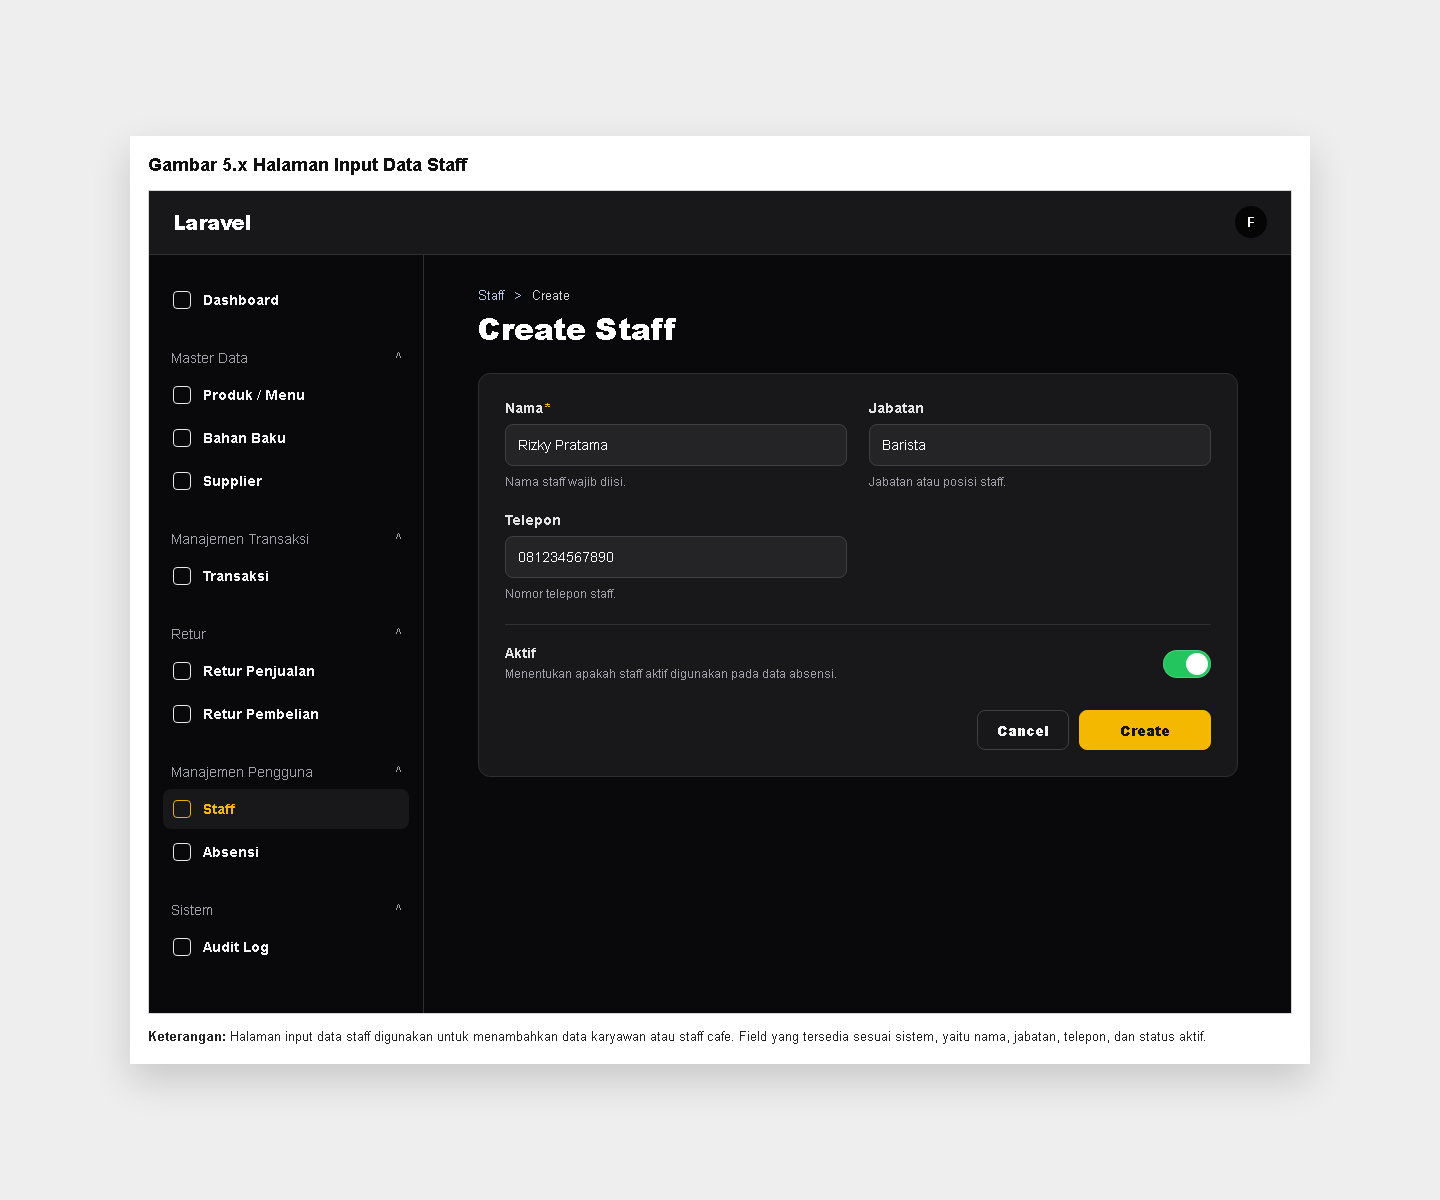 Gambar 5.x Halaman Input Data Staff
Laravel
F
Dashboard
Master Data ^
Produk / Menu
Bahan Baku
Supplier
Manajemen Transaksi ^
Transaksi
Retur ^
Retur Penjualan
Retur Pembelian
Manajemen Pengguna ^
Staff
Absensi
Sistem ^
Audit Log
Staff > Create
Create Staff
Nama*
Rizky Pratama
Nama staff wajib diisi.
Jabatan
Barista
Jabatan atau posisi staff.
Telepon
081234567890
Nomor telepon staff.
Aktif
Menentukan apakah staff aktif digunakan pada data absensi.
Cancel
Create
Keterangan: Halaman input data staff digunakan untuk menambahkan data karyawan atau staff cafe. Field yang tersedia sesuai sistem, yaitu nama, jabatan, telepon, dan status aktif.